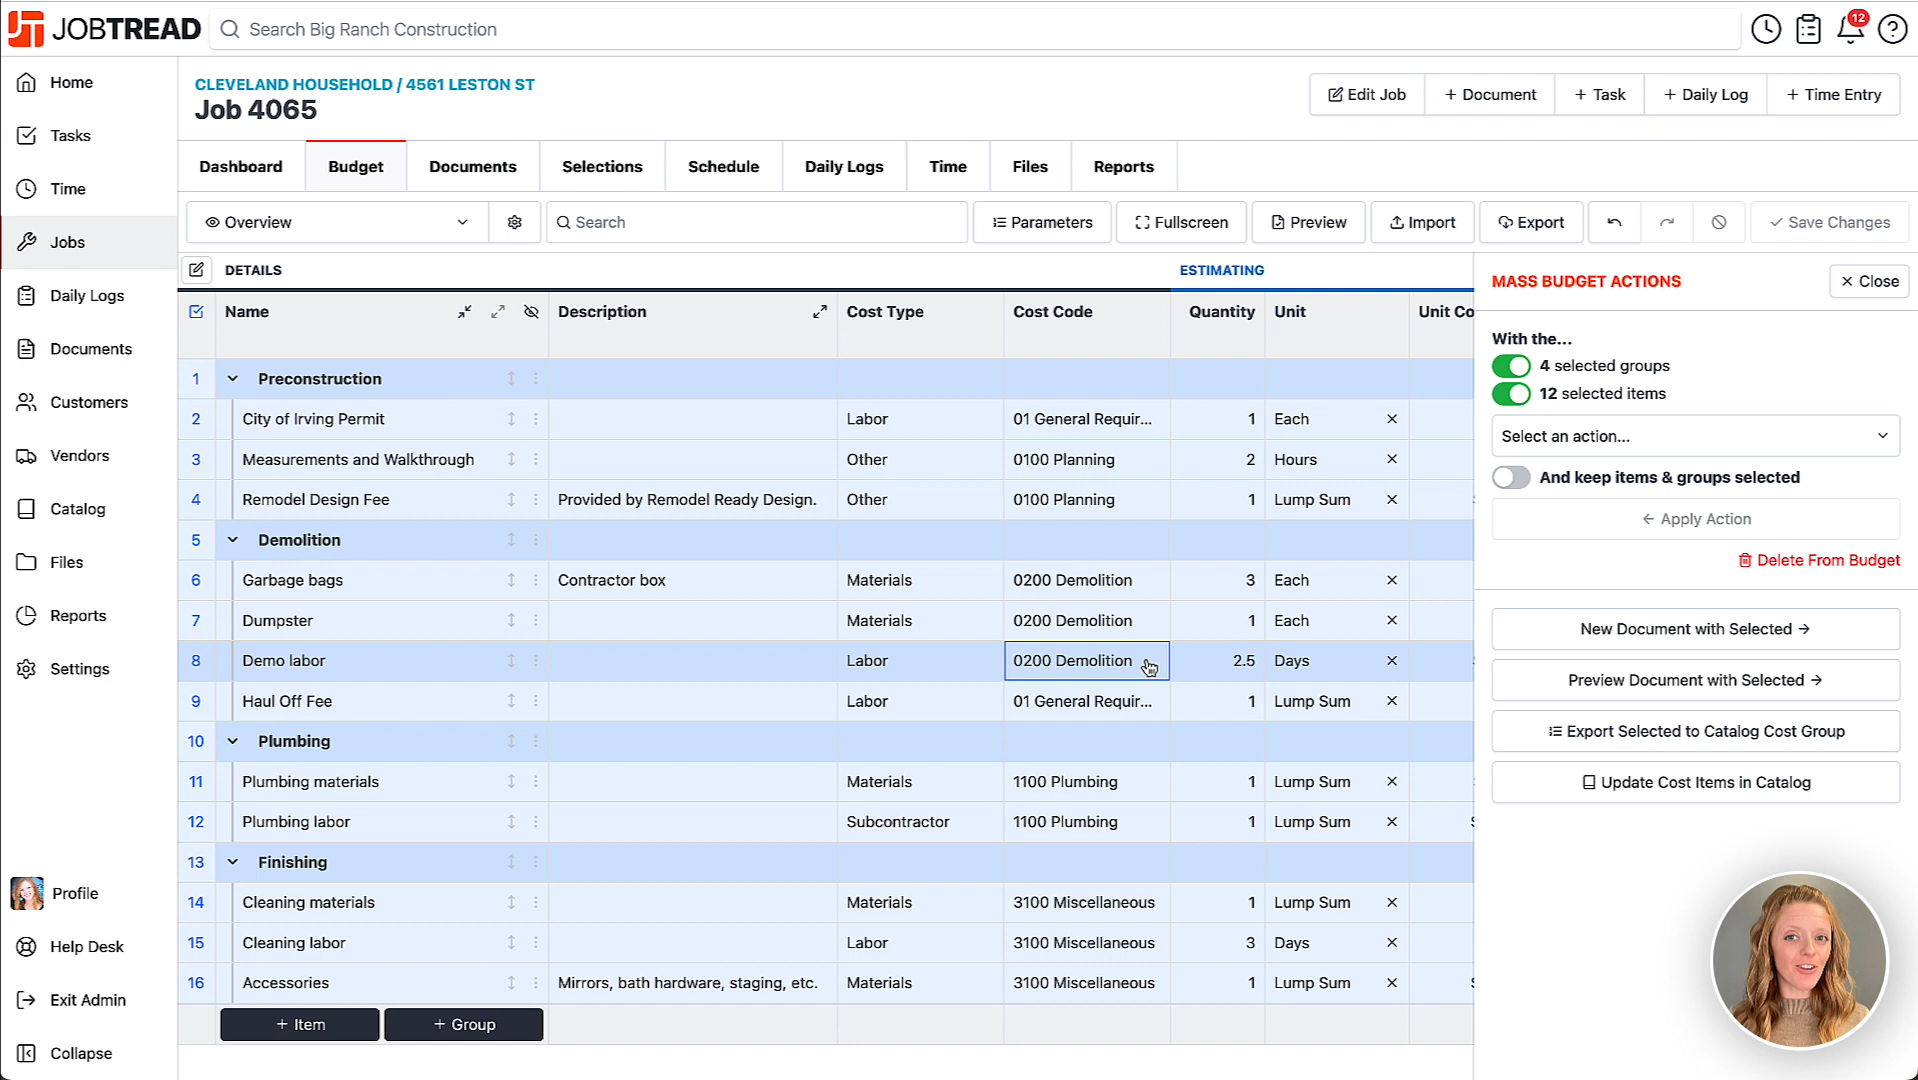 JOBTREAD
Search Big Ranch Construction
12
Home
Tasks
Time
Jobs
Daily Logs
Documents
Customers
Vendors
Catalog
Files
Reports
Settings
Profile
Help Desk
Exit Admin
Collapse
CLEVELAND HOUSEHOLD / 4561 LESTON ST
Job 4065
Edit Job
+ Document
+ Task
+ Daily Log
+ Time Entry
Dashboard
Budget
Documents
Selections
Schedule
Daily Logs
Time
Files
Reports
Overview
Search
Parameters
Fullscreen
Preview
Import
Export
Save Changes
DETAILS
ESTIMATING
Name Description Cost Type Cost Code Quantity Unit Unit Co
1 Preconstruction
2 City of Irving Permit Labor 01 General Requir... 1 Each
3 Measurements and Walkthrough Other 0100 Planning 2 Hours
4 Remodel Design Fee Provided by Remodel Ready Design. Other 0100 Planning 1 Lump Sum
5 Demolition
6 Garbage bags Contractor box Materials 0200 Demolition 3 Each
7 Dumpster Materials 0200 Demolition 1 Each
8 Demo labor Labor 0200 Demolition 2.5 Days
9 Haul Off Fee Labor 01 General Requir... 1 Lump Sum
10 Plumbing
11 Plumbing materials Materials 1100 Plumbing 1 Lump Sum
12 Plumbing labor Subcontractor 1100 Plumbing 1 Lump Sum
13 Finishing
14 Cleaning materials Materials 3100 Miscellaneous 1 Lump Sum
15 Cleaning labor Labor 3100 Miscellaneous 3 Days
16 Accessories Mirrors, bath hardware, staging, etc. Materials 3100 Miscellaneous 1 Lump Sum
+ Item
+ Group
MASS BUDGET ACTIONS
Close
With the...
4 selected groups
12 selected items
Select an action...
And keep items & groups selected
Apply Action
Delete From Budget
New Document with Selected
Preview Document with Selected
Export Selected to Catalog Cost Group
Update Cost Items in Catalog